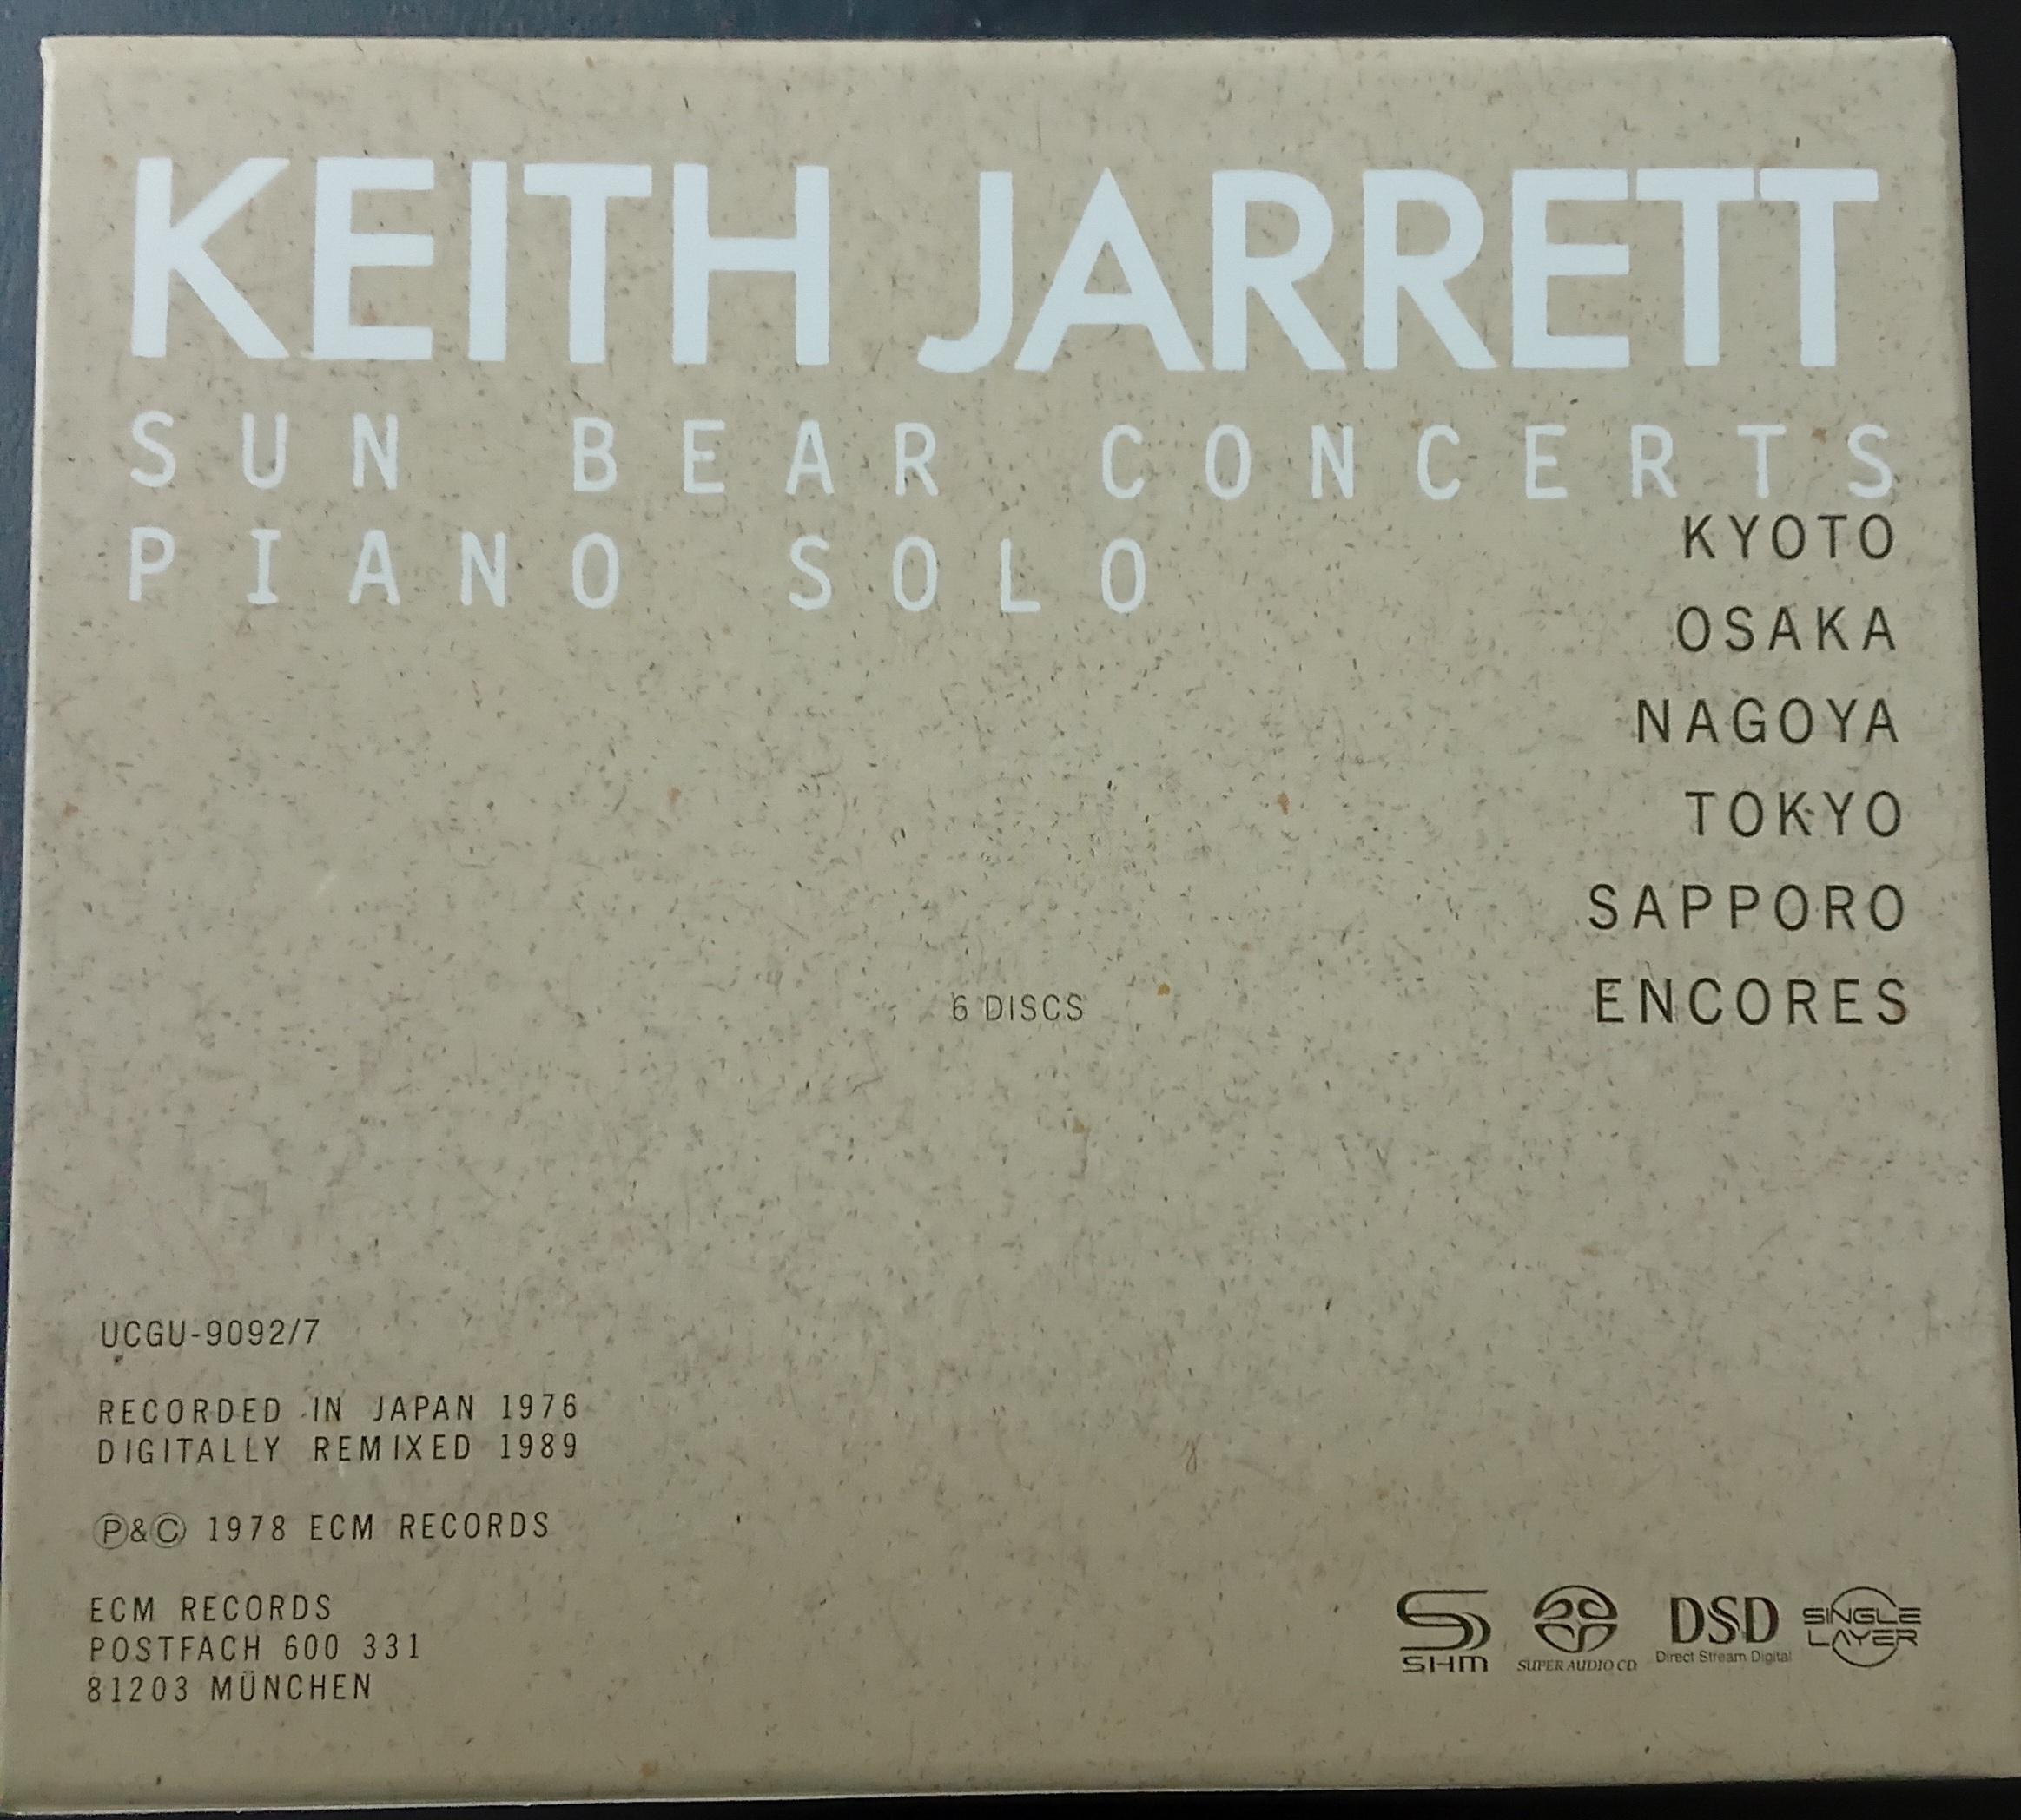 KEITH JARRETT
SUN BEAR CONCERTS
PIANO SOLO
KYOTO
OSAKA
NAGOYA
TOKYO
SAPPORO
ENCORES
6 DISCS
UCGU-9092/7
RECORDED IN JAPAN 1976
DIGITALLY REMIXED 1989
Ⓟ&Ⓒ 1978 ECM RECORDS
ECM RECORDS
POSTFACH 600 331
81203 MÜNCHEN
SHM
SUPER AUDIO CD
DSD
Direct Stream Digital
SINGLE
LAYER